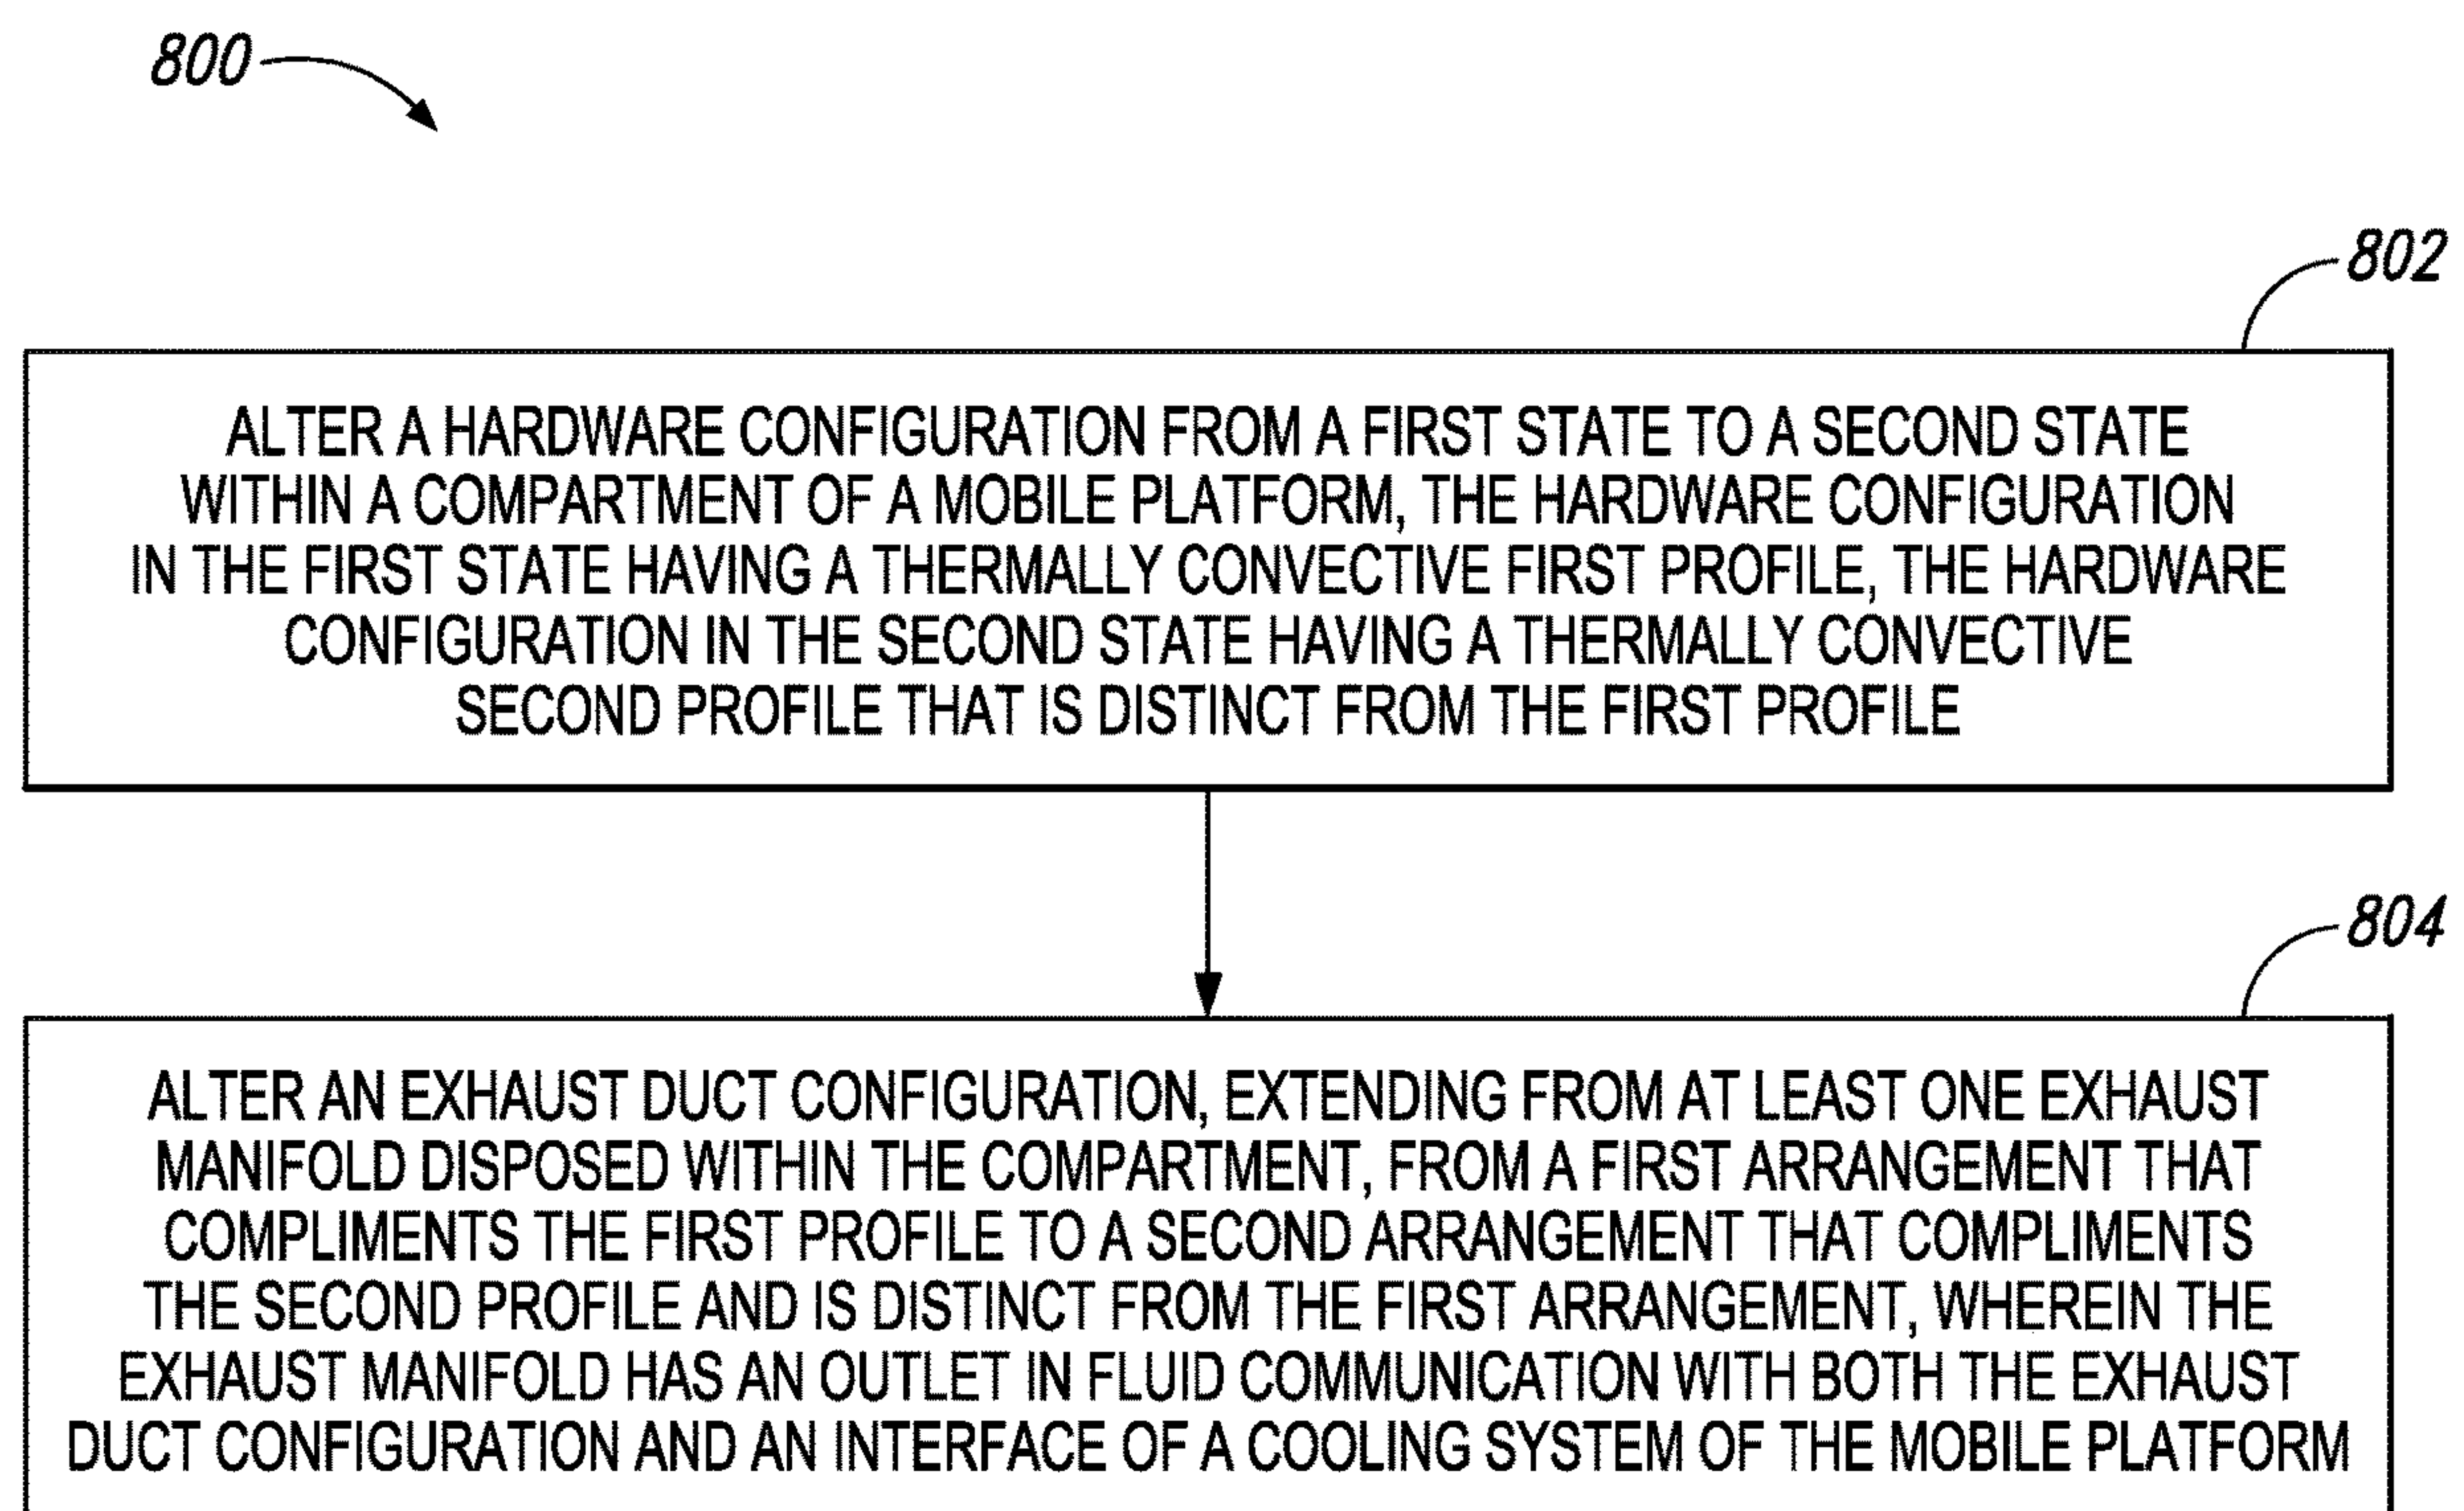 800
802
ALTER A HARDWARE CONFIGURATION FROM A FIRST STATE TO A SECOND STATE
WITHIN A COMPARTMENT OF A MOBILE PLATFORM, THE HARDWARE CONFIGURATION
IN THE FIRST STATE HAVING A THERMALLY CONVECTIVE FIRST PROFILE, THE HARDWARE
CONFIGURATION IN THE SECOND STATE HAVING A THERMALLY CONVECTIVE
SECOND PROFILE THAT IS DISTINCT FROM THE FIRST PROFILE
804
ALTER AN EXHAUST DUCT CONFIGURATION, EXTENDING FROM AT LEAST ONE EXHAUST
MANIFOLD DISPOSED WITHIN THE COMPARTMENT, FROM A FIRST ARRANGEMENT THAT
COMPLIMENTS THE FIRST PROFILE TO A SECOND ARRANGEMENT THAT COMPLIMENTS
THE SECOND PROFILE AND IS DISTINCT FROM THE FIRST ARRANGEMENT, WHEREIN THE
EXHAUST MANIFOLD HAS AN OUTLET IN FLUID COMMUNICATION WITH BOTH THE EXHAUST
DUCT CONFIGURATION AND AN INTERFACE OF A COOLING SYSTEM OF THE MOBILE PLATFORM